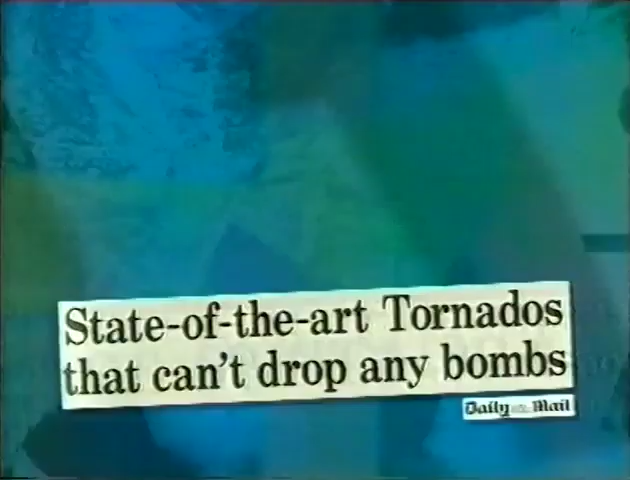 State-of-the-art Tornados
that can't drop any bombs
Daily Mail